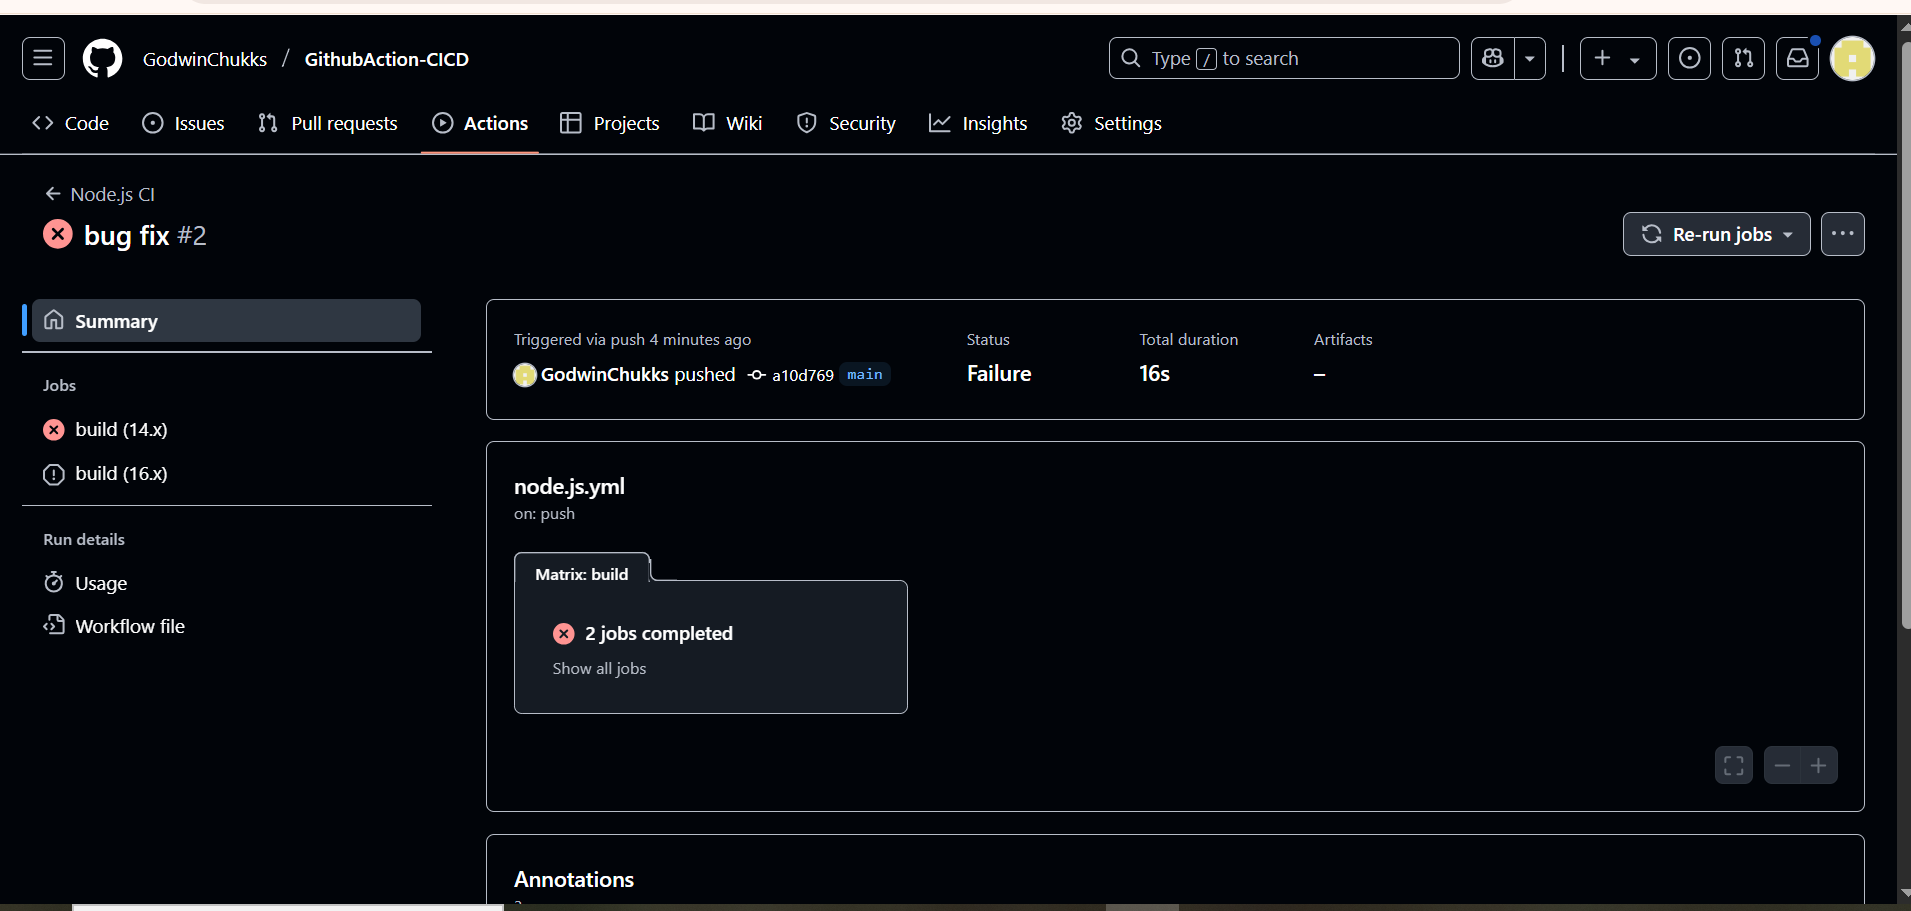 GodwinChukks / GithubAction-CICD
Type / to search
Code
Issues
Pull requests
Actions
Projects
Wiki
Security
Insights
Settings
Node.js CI
bug fix #2
Re-run jobs
Summary
Jobs
build (14.x)
build (16.x)
Run details
Usage
Workflow file
Triggered via push 4 minutes ago
GodwinChukks pushed a10d769 main
Status
Failure
Total duration
16s
Artifacts
–
node.js.yml
on: push
Matrix: build
2 jobs completed
Show all jobs
Annotations